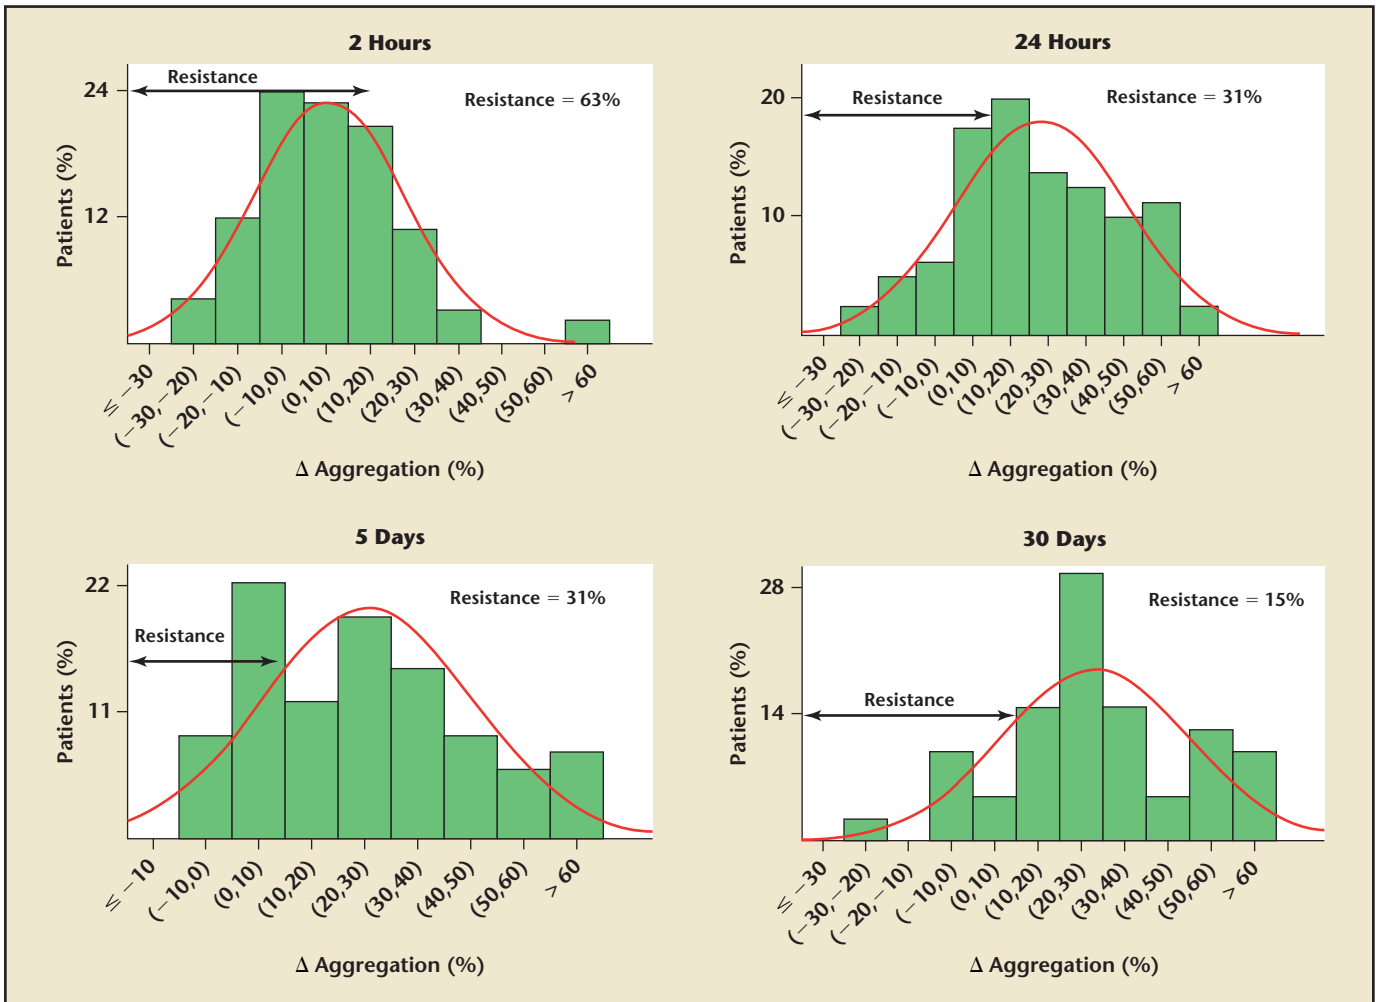 2 Hours
Resistance
Resistance = 63%
24
12
Patients (%)
≤ −30
(−30, −20)
(−20, −10)
(−10,0)
(0,10)
(10,20)
(20,30)
(30,40)
(40,50)
(50,60)
> 60
Δ Aggregation (%)
24 Hours
Resistance
Resistance = 31%
20
10
Patients (%)
≤ −30
(−30, −20)
(−20, −10)
(−10,0)
(0,10)
(10,20)
(20,30)
(30,40)
(40,50)
(50,60)
> 60
Δ Aggregation (%)
5 Days
Resistance = 31%
22
Resistance
11
Patients (%)
≤ −10
(−10,0)
(0,10)
(10,20)
(20,30)
(30,40)
(40,50)
(50,60)
> 60
Δ Aggregation (%)
30 Days
28
Resistance = 15%
Resistance
14
Patients (%)
≤ −30
(−30, −20)
(−20, −10)
(−10,0)
(0,10)
(10,20)
(20,30)
(30,40)
(40,50)
(50,60)
> 60
Δ Aggregation (%)